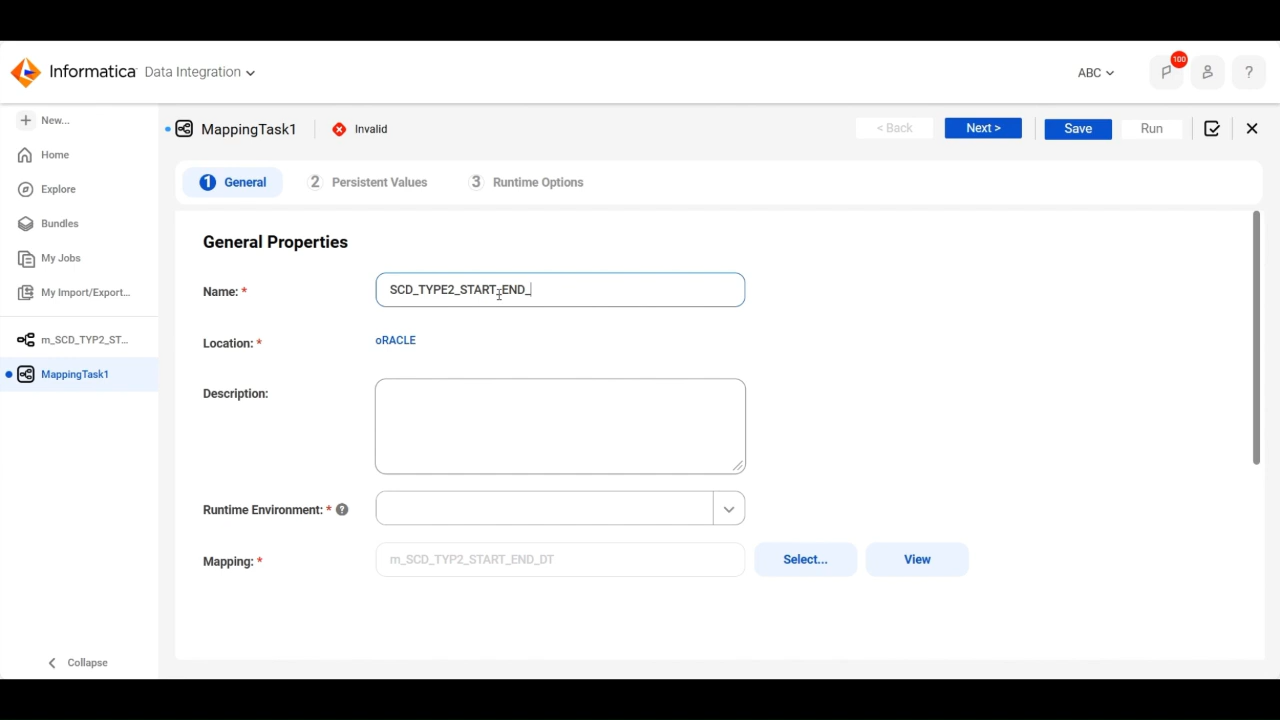 Informatica Data Integration
ABC
100
?
New...
Home
Explore
Bundles
My Jobs
My Import/Export...
m_SCD_TYP2_ST...
MappingTask1
Collapse
MappingTask1
Invalid
< Back
Next >
Save
Run
1 General
2 Persistent Values
3 Runtime Options
General Properties
Name: *
SCD_TYPE2_START_END_
Location: *
oRACLE
Description:
Runtime Environment: * ?
Mapping: *
m_SCD_TYP2_START_END_DT
Select...
View